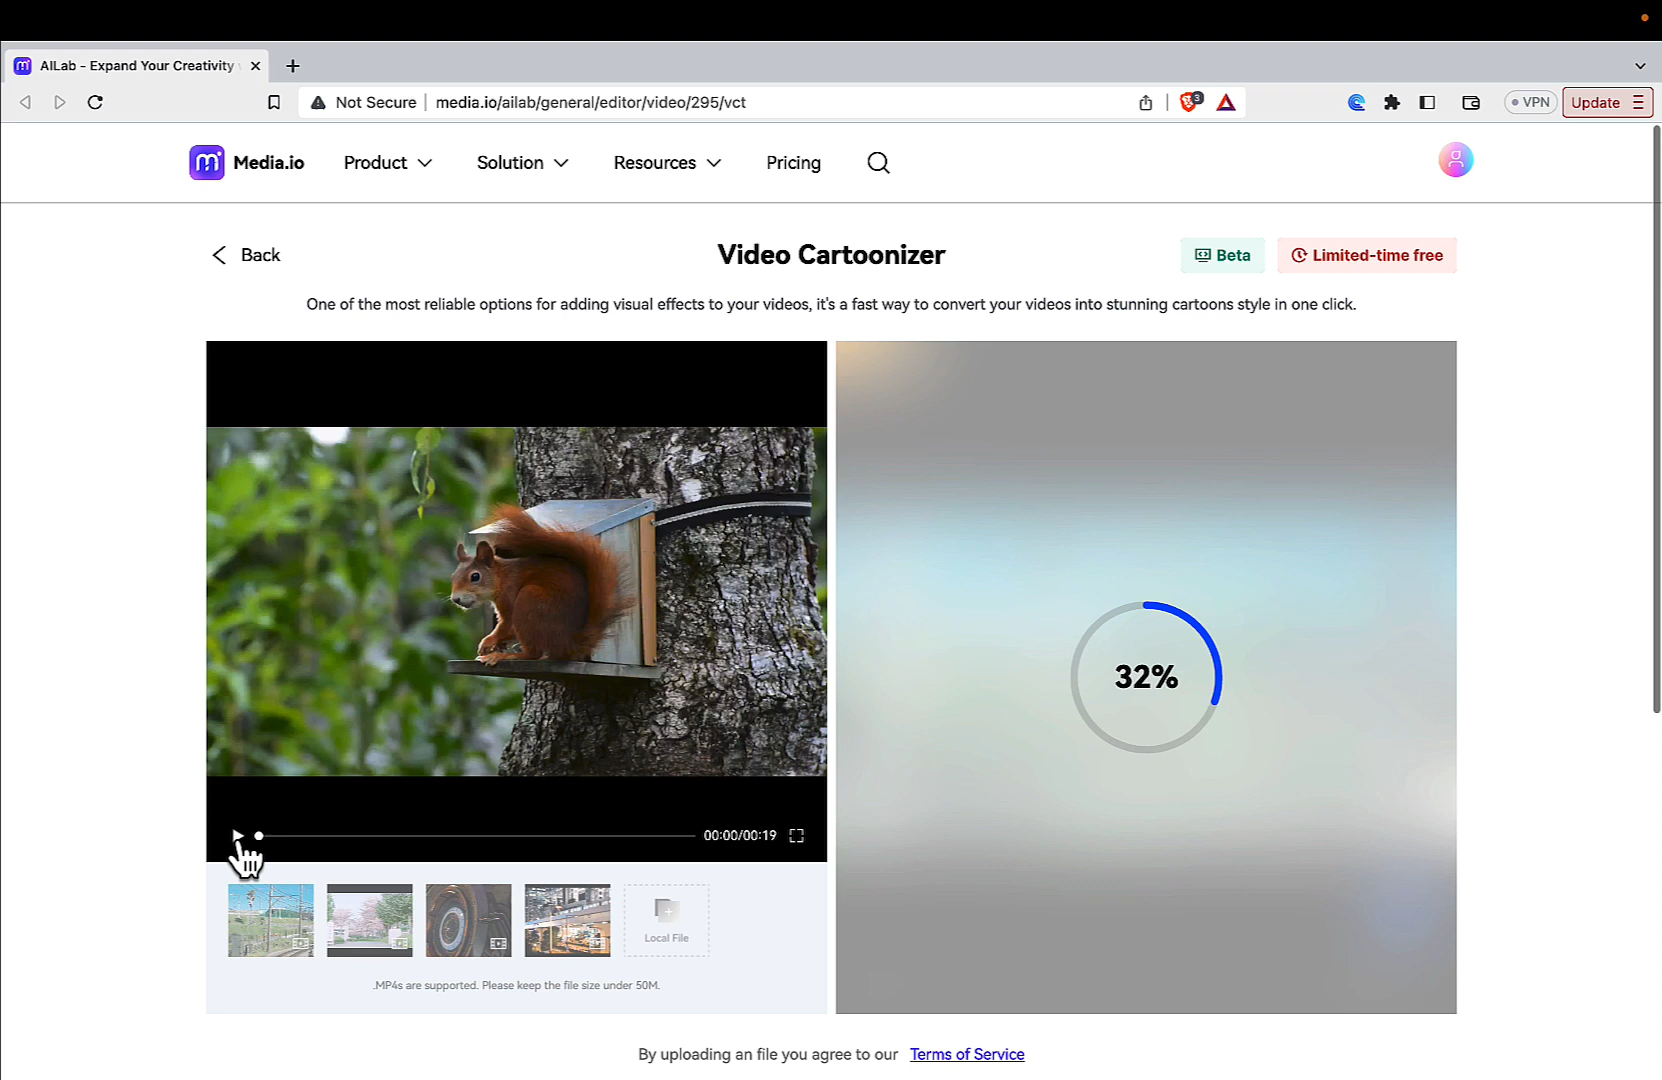 AILab - Expand Your Creativity
Not Secure
media.io/ailab/general/editor/video/295/vct
3
VPN
Update
Media.io
Product
Solution
Resources
Pricing
Back
Video Cartoonizer
Beta
Limited-time free
One of the most reliable options for adding visual effects to your videos, it's a fast way to convert your videos into stunning cartoons style in one click.
32%
00:00/00:19
Local File
.MP4s are supported. Please keep the file size under 50M.
By uploading an file you agree to our Terms of Service